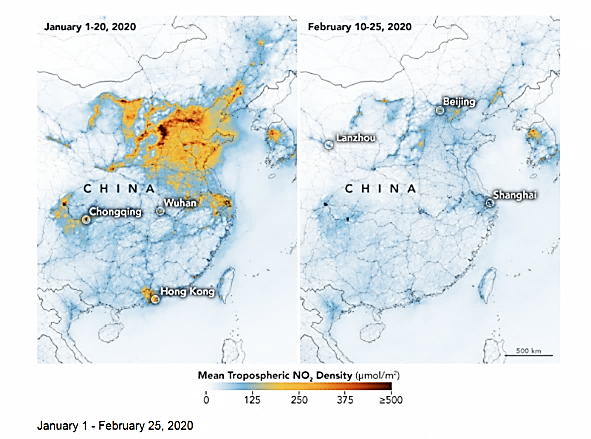 January 1-20, 2020
February 10-25, 2020
Beijing
Lanzhou
CHINA
CHINA
Shanghai
Wuhan
Chongqing
Hong Kong
500 km
Mean Tropospheric NO₂ Density (μmol/m²)
0 125 250 375 ≥500
January 1 - February 25, 2020